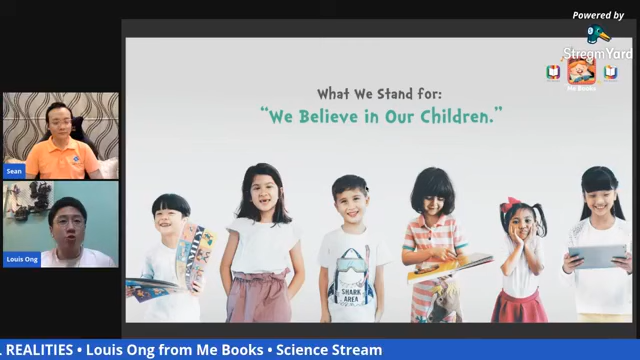 Powered by
StreamYard
Me Books
What We Stand for:
“We Believe in Our Children.”
Sean
Louis Ong
SHARK
AREA
REALITIES • Louis Ong from Me Books • Science Stream